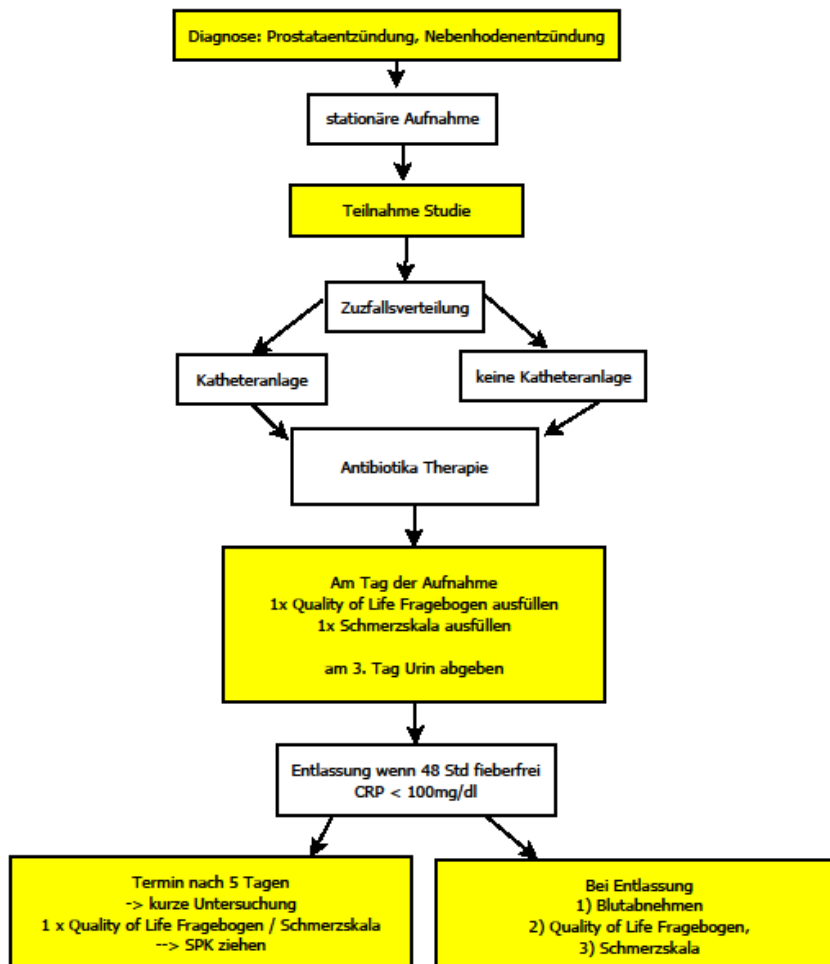 Diagnose: Prostataentzündung, Nebenhodenentzündung
stationäre Aufnahme
Teilnahme Studie
Zuzfallsverteilung
Katheteranlage
keine Katheteranlage
Antibiotika Therapie
Am Tag der Aufnahme
1x Quality of Life Fragebogen ausfüllen
1x Schmerzskala ausfüllen
am 3. Tag Urin abgeben
Entlassung wenn 48 Std fieberfrei
CRP < 100mg/dl
Termin nach 5 Tagen
-> kurze Untersuchung
1 x Quality of Life Fragebogen / Schmerzskala
--> SPK ziehen
Bei Entlassung
1) Blutabnehmen
2) Quality of Life Fragebogen,
3) Schmerzskala